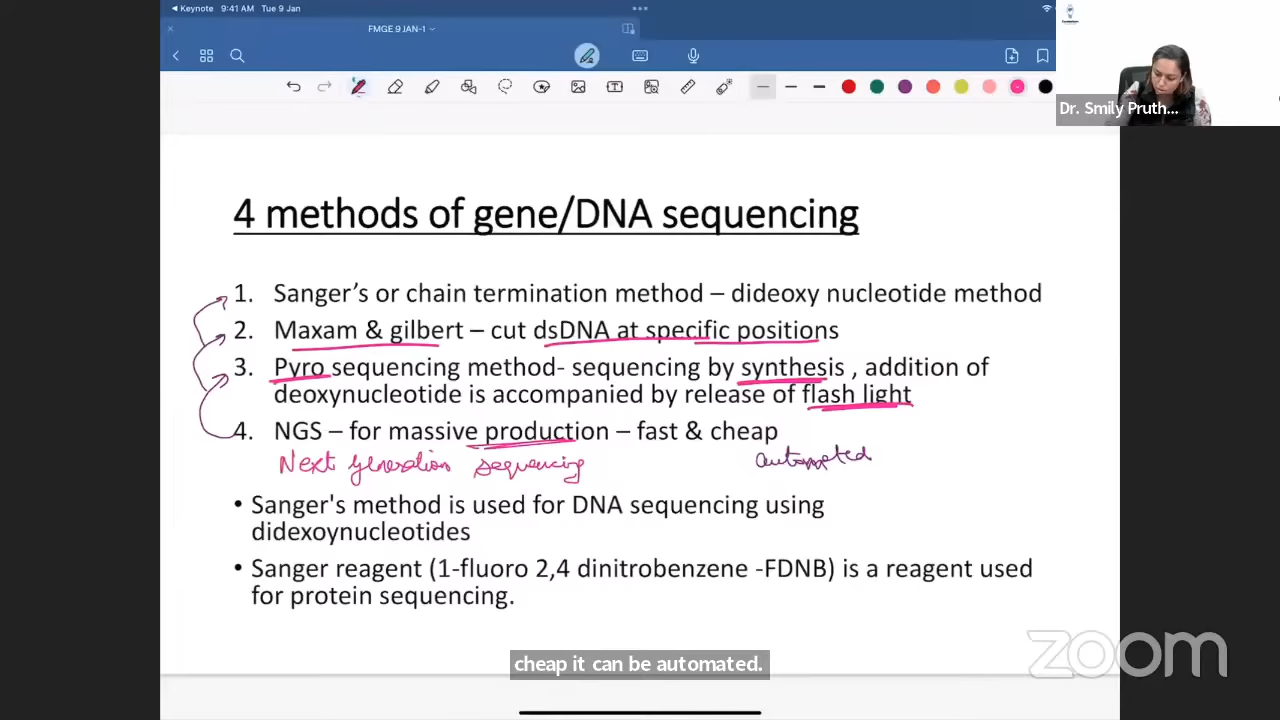 Keynote 9:41 AM Tue 9 Jan
FMGE 9 JAN-1
Dr. Smily Pruth...
4 methods of gene/DNA sequencing
1. Sanger's or chain termination method – dideoxy nucleotide method
2. Maxam & gilbert – cut dsDNA at specific positions
3. Pyro sequencing method- sequencing by synthesis , addition of
deoxynucleotide is accompanied by release of flash light
4. NGS – for massive production – fast & cheap
Next generation sequencing automated
• Sanger's method is used for DNA sequencing using
didexoynucleotides
• Sanger reagent (1-fluoro 2,4 dinitrobenzene -FDNB) is a reagent used
for protein sequencing.
cheap it can be automated.
zoom